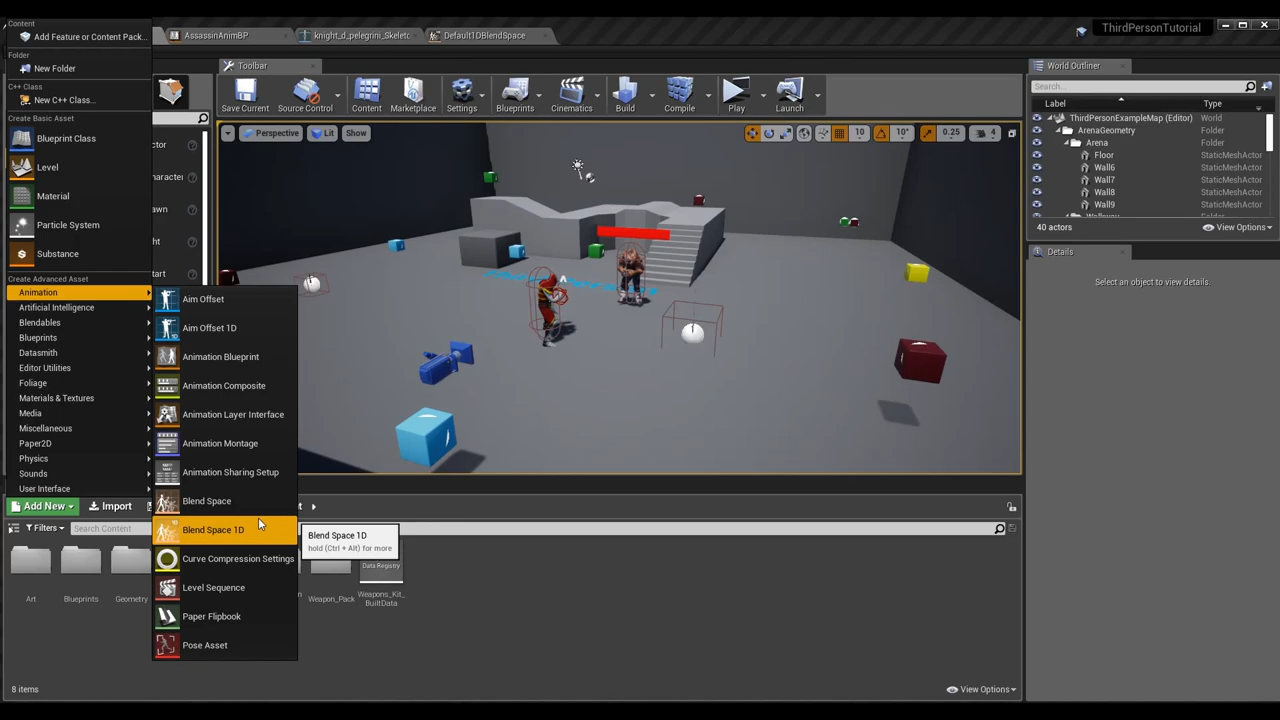 Content
Add Feature or Content Pack...
Folder
New Folder
C++ Class
New C++ Class...
Create Basic Asset
Blueprint Class
Level
Material
Particle System
Substance
Create Advanced Asset
Animation
Artificial Intelligence
Blendables
Blueprints
Datasmith
Editor Utilities
Foliage
Materials & Textures
Media
Miscellaneous
Paper2D
Physics
Sounds
User Interface
Aim Offset
Aim Offset 1D
Animation Blueprint
Animation Composite
Animation Layer Interface
Animation Montage
Animation Sharing Setup
Blend Space
Blend Space 1D
Curve Compression Settings
Level Sequence
Paper Flipbook
Pose Asset
Blend Space 1D
hold (Ctrl + Alt) for more
AssassinAnimBP
knight_d_pelegrini_Skelet
Default1DBlendSpace
ThirdPersonTutorial
Toolbar
Save Current
Source Control
Content
Marketplace
Settings
Blueprints
Cinematics
Build
Compile
Play
Launch
Perspective
Lit
Show
10
10°
0.25
4
World Outliner
Search...
Label
Type
ThirdPersonExampleMap (Editor)
World
ArenaGeometry
Folder
Arena
Folder
Floor
StaticMeshActor
Wall6
StaticMeshActor
Wall7
StaticMeshActor
Wall8
StaticMeshActor
Wall9
StaticMeshActor
40 actors
View Options
Details
Select an object to view details.
Add New
Import
Filters
Search Content
Art
Blueprints
Geometry
Weapon_Pack
Data Registry
Weapons_Kit_
BuiltData
8 items
View Options